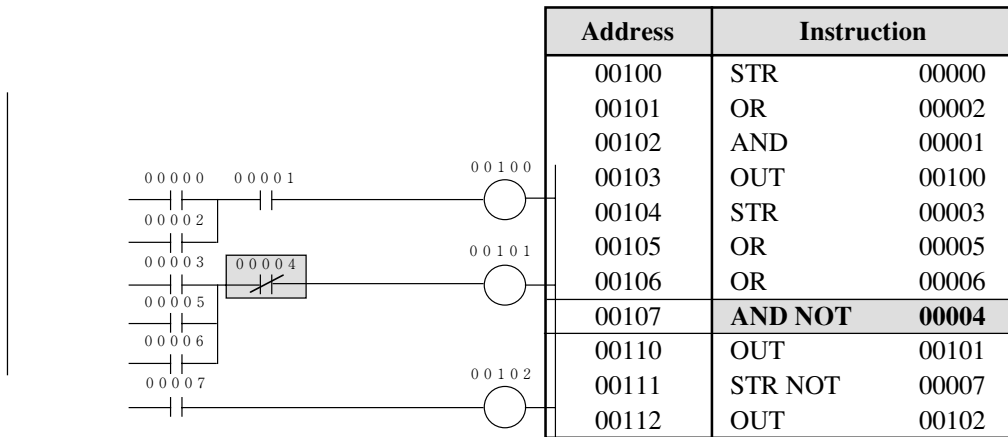 00000 00001 00100
00002
00003 00004 00101
00005
00006
00007 00102
Address Instruction
00100 STR 00000
00101 OR 00002
00102 AND 00001
00103 OUT 00100
00104 STR 00003
00105 OR 00005
00106 OR 00006
00107 AND NOT 00004
00110 OUT 00101
00111 STR NOT 00007
00112 OUT 00102